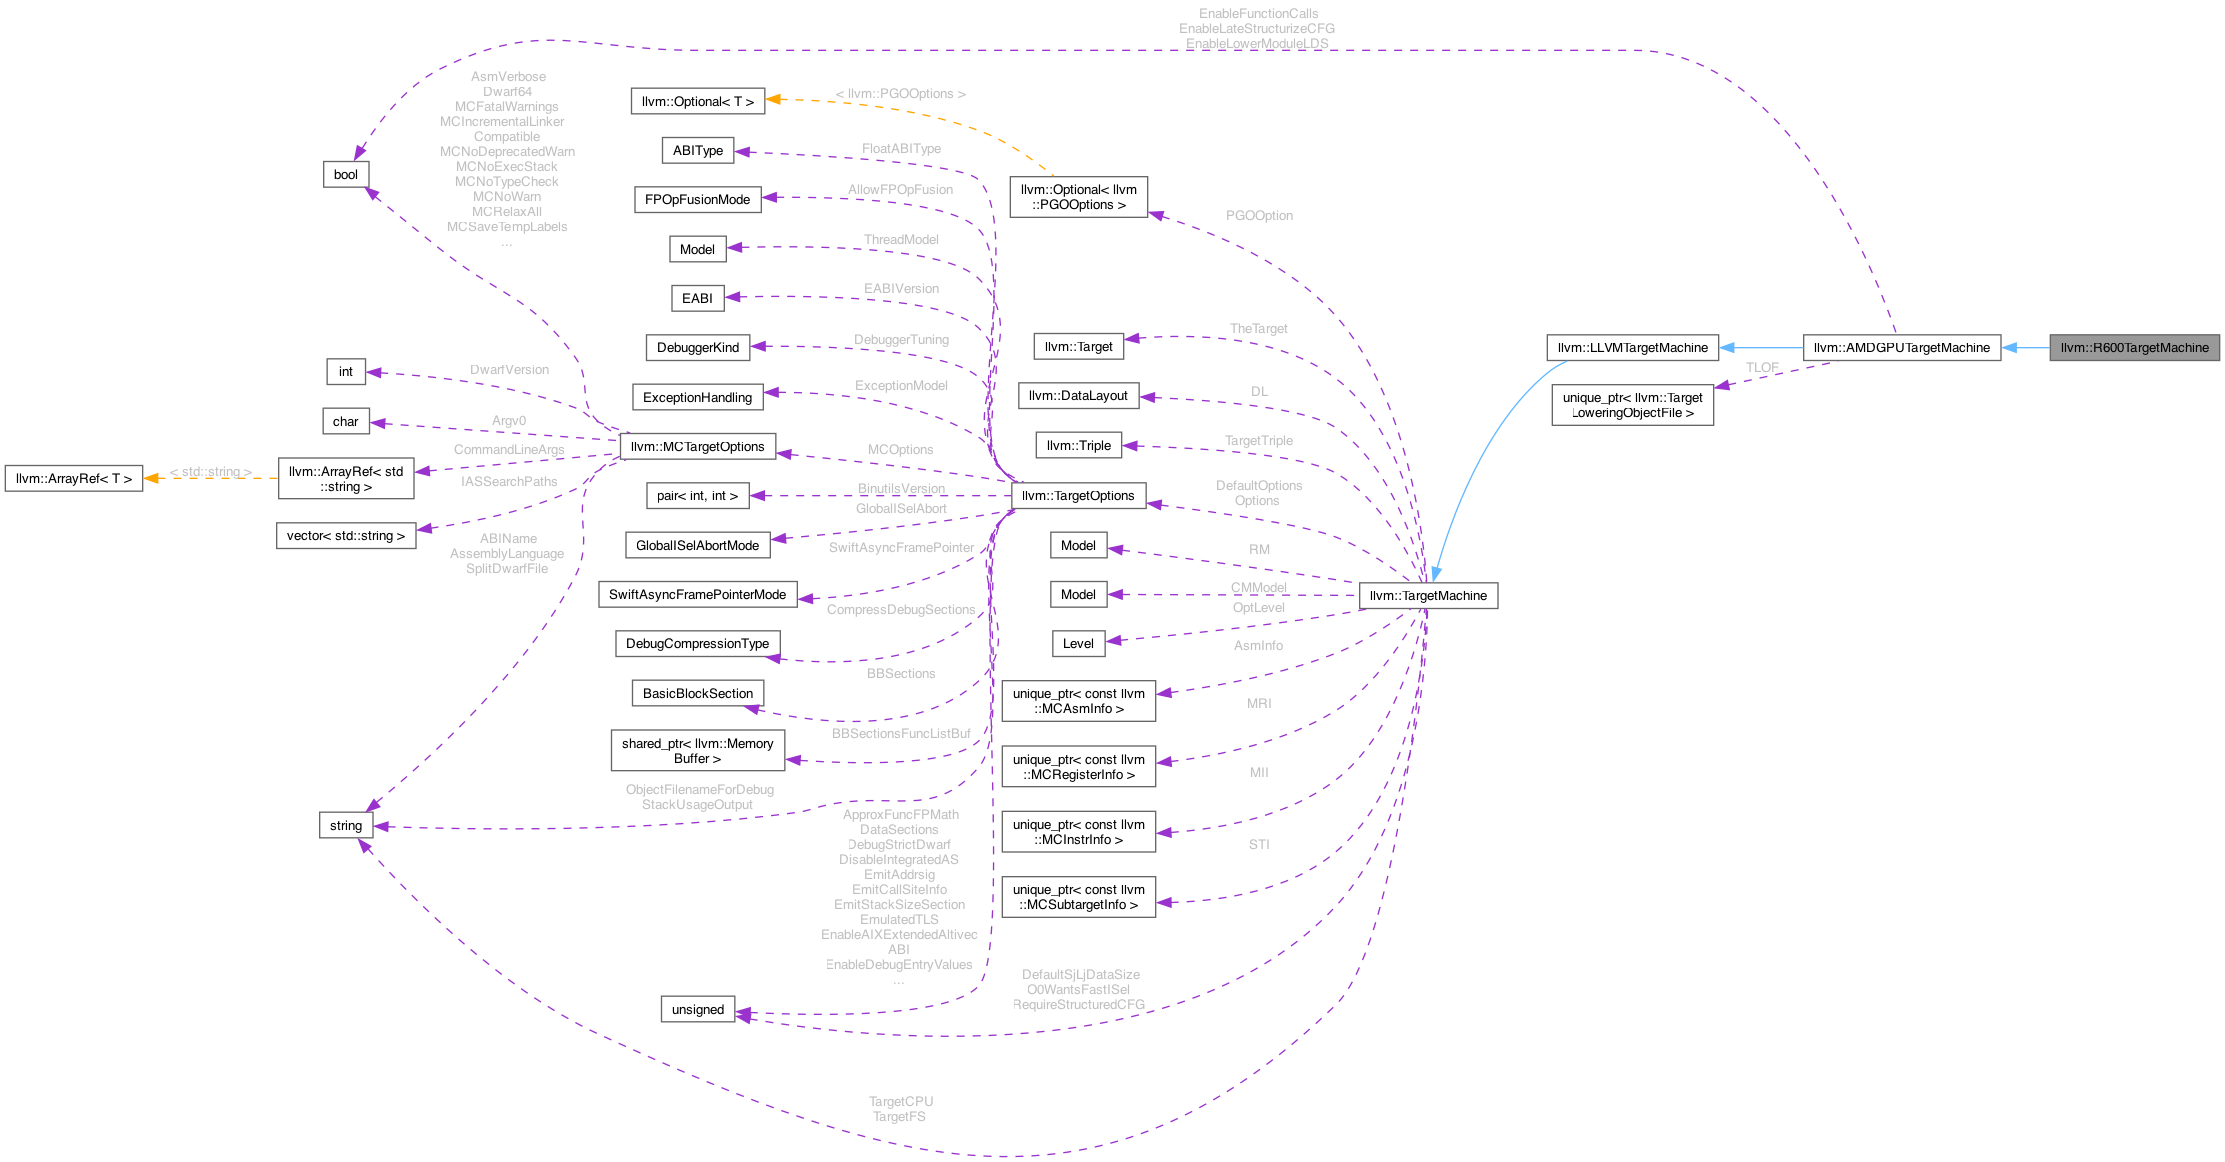 EnableFunctionCalls
EnableLateStructurizeCFG
EnableLowerModuleLDS
AsmVerbose
Dwarf64
MCFatalWarnings
MCIncrementalLinker
Compatible
MCNoDeprecatedWarn
MCNoExecStack
MCNoTypeCheck
MCNoWarn
MCRelaxAll
MCSaveTempLabels
...
bool
llvm::Optional< T >
< llvm::PGOOptions >
ABIType
FloatABIType
FPOpFusionMode
AllowFPOpFusion
llvm::Optional< llvm
::PGOOptions >
PGOOption
Model
ThreadModel
EABI
EABIVersion
DebuggerKind
DebuggerTuning
llvm::Target
TheTarget
llvm::LLVMTargetMachine
llvm::AMDGPUTargetMachine
llvm::R600TargetMachine
TLOF
unique_ptr< llvm::Target
LoweringObjectFile >
int
DwarfVersion
ExceptionHandling
ExceptionModel
llvm::DataLayout
DL
char
Argv0
llvm::MCTargetOptions
MCOptions
llvm::Triple
TargetTriple
CommandLineArgs
llvm::ArrayRef< T >
< std::string >
llvm::ArrayRef< std
::string >
IASSearchPaths
pair< int, int >
BinutilsVersion
llvm::TargetOptions
DefaultOptions
Options
GlobalISelAbort
vector< std::string >
ABIName
AssemblyLanguage
SplitDwarfFile
GlobalISelAbortMode
SwiftAsyncFramePointer
Model
RM
SwiftAsyncFramePointerMode
CompressDebugSections
Model
CMModel
OptLevel
llvm::TargetMachine
DebugCompressionType
Level
AsmInfo
BBSections
BasicBlockSection
unique_ptr< const llvm
::MCAsmInfo >
MRI
BBSectionsFuncListBuf
shared_ptr< llvm::Memory
Buffer >
unique_ptr< const llvm
::MCRegisterInfo >
MII
ObjectFilenameForDebug
StackUsageOutput
string
unique_ptr< const llvm
::MCInstrInfo >
STI
ApproxFuncFPMath
DataSections
DebugStrictDwarf
DisableIntegratedAS
EmitAddrsig
EmitCallSiteInfo
EmitStackSizeSection
EmulatedTLS
EnableAIXExtendedAltivec
ABI
EnableDebugEntryValues
...
unique_ptr< const llvm
::MCSubtargetInfo >
DefaultSjLjDataSize
O0WantsFastISel
RequireStructuredCFG
unsigned
TargetCPU
TargetFS